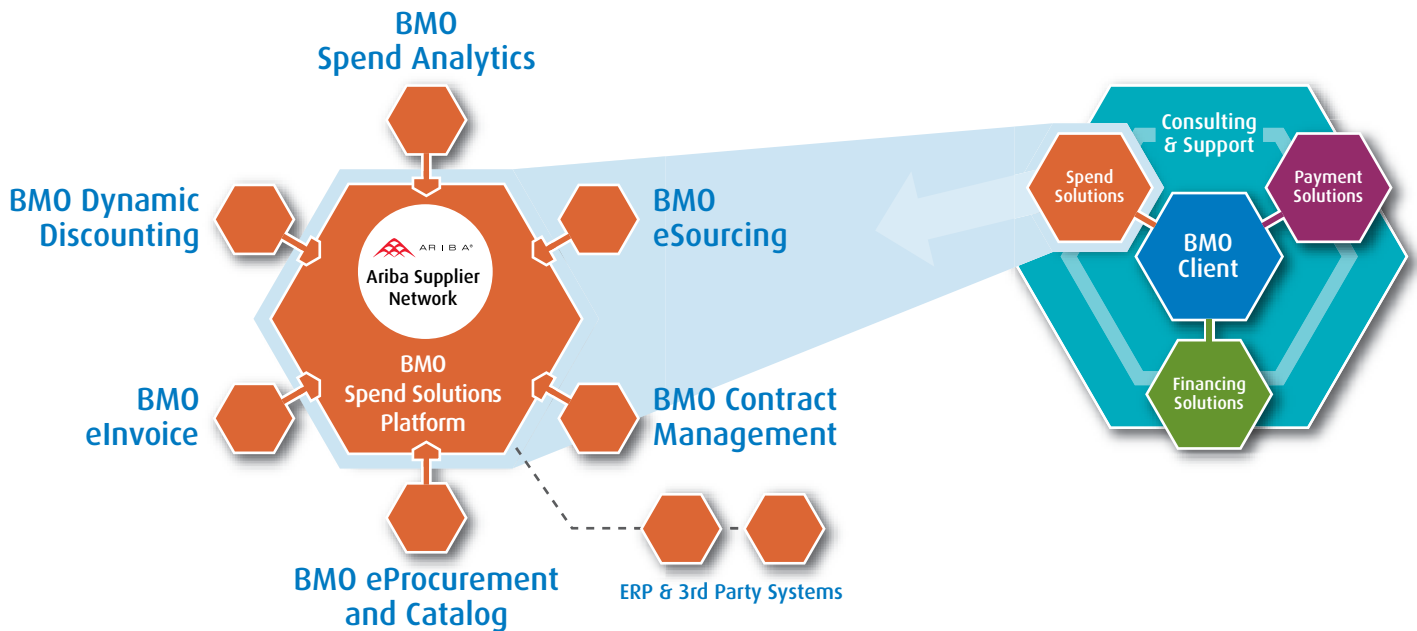 BMO
Spend Analytics
BMO Dynamic
Discounting
BMO
eSourcing
ARIBA®
Ariba Supplier
Network
BMO
Spend Solutions
Platform
BMO
eInvoice
BMO Contract
Management
BMO eProcurement
and Catalog
ERP & 3rd Party Systems
Consulting
& Support
Spend
Solutions
Payment
Solutions
BMO
Client
Financing
Solutions